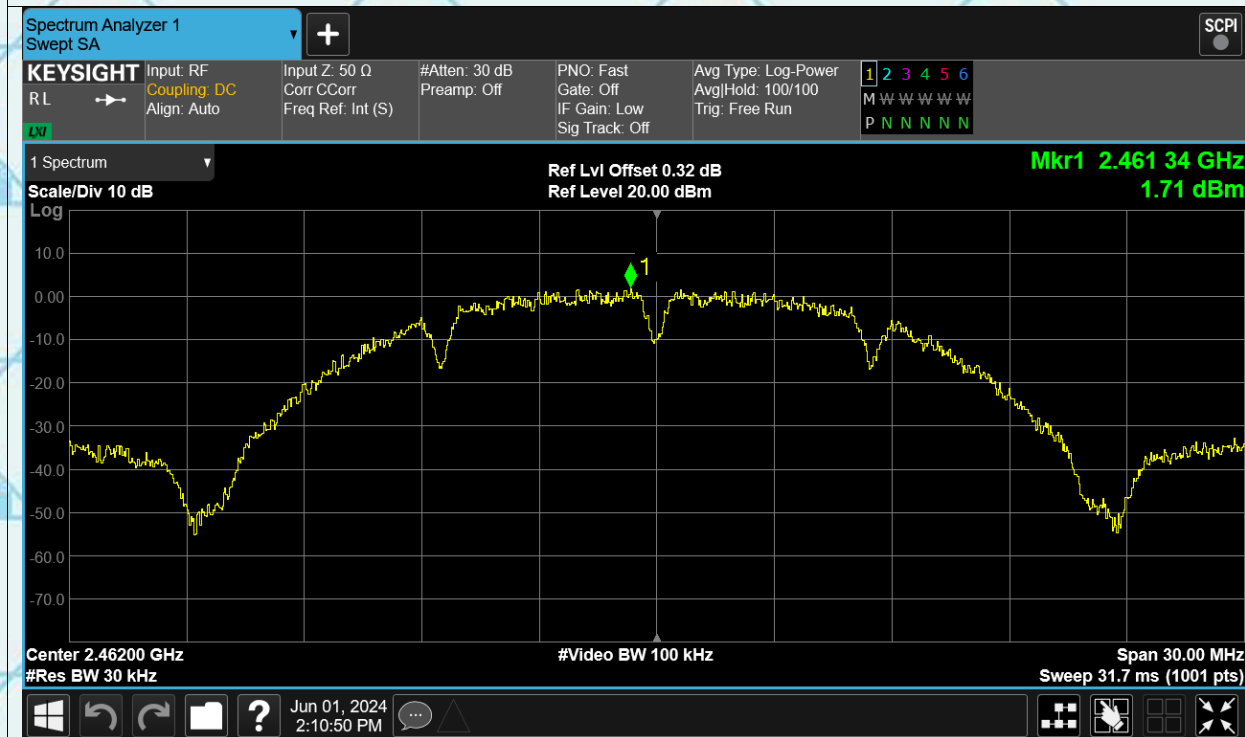 Spectrum Analyzer 1
Swept SA
+
SCPI
KEYSIGHT
R L
LXI
Input: RF
Coupling: DC
Align: Auto
Input Z: 50 Ω
Corr CCorr
Freq Ref: Int (S)
#Atten: 30 dB
Preamp: Off
PNO: Fast
Gate: Off
IF Gain: Low
Sig Track: Off
Avg Type: Log-Power
Avg|Hold: 100/100
Trig: Free Run
1 2 3 4 5 6
M W W W W W
P N N N N N
1 Spectrum
Scale/Div 10 dB
Ref Lvl Offset 0.32 dB
Ref Level 20.00 dBm
Mkr1 2.461 34 GHz
1.71 dBm
Log
10.0
0.00
-10.0
-20.0
-30.0
-40.0
-50.0
-60.0
-70.0
1
Center 2.46200 GHz
#Video BW 100 kHz
Span 30.00 MHz
#Res BW 30 kHz
Sweep 31.7 ms (1001 pts)
?
Jun 01, 2024
2:10:50 PM